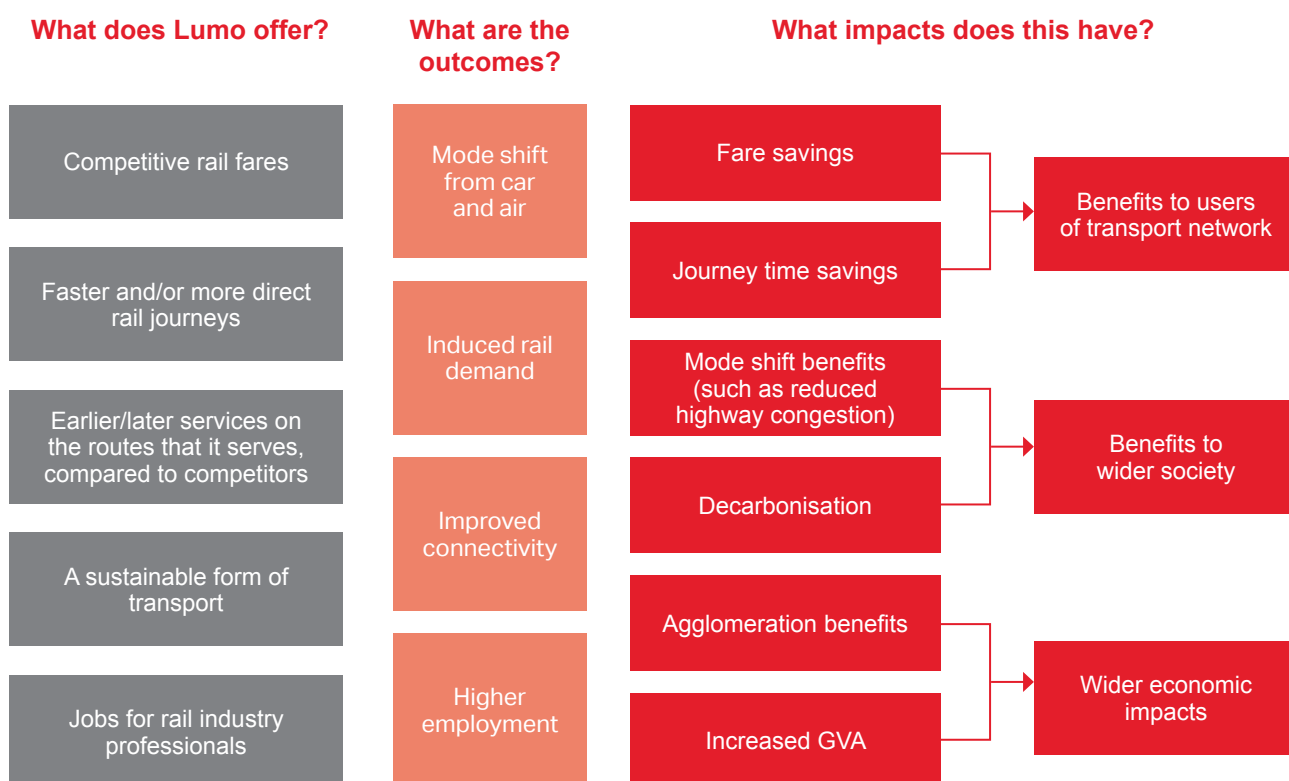 What does Lumo offer?
What are the
outcomes?
What impacts does this have?
Competitive rail fares
Faster and/or more direct
rail journeys
Earlier/later services on
the routes that it serves,
compared to competitors
A sustainable form of
transport
Jobs for rail industry
professionals
Mode shift
from car
and air
Induced rail
demand
Improved
connectivity
Higher
employment
Fare savings
Journey time savings
Mode shift benefits
(such as reduced
highway congestion)
Decarbonisation
Agglomeration benefits
Increased GVA
Benefits to users
of transport network
Benefits to
wider society
Wider economic
impacts